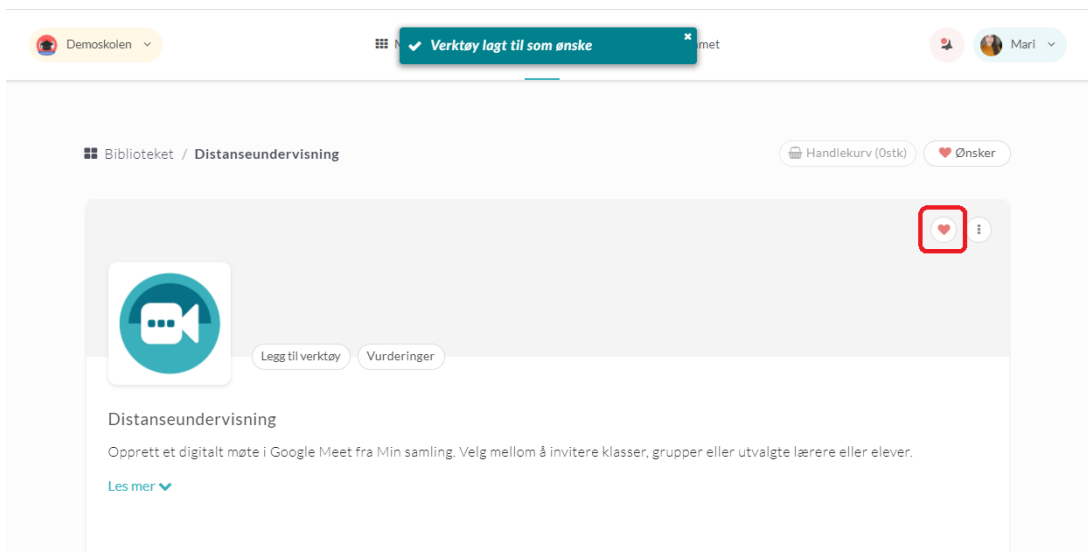 Demoskolen
Verktøy lagt til som ønske
Mari
Biblioteket / Distanseundervisning
Handlekurv (0stk)
Ønsker
Legg til verktøy
Vurderinger
Distanseundervisning
Opprett et digitalt møte i Google Meet fra Min samling. Velg mellom å invitere klasser, grupper eller utvalgte lærere eller elever.
Les mer